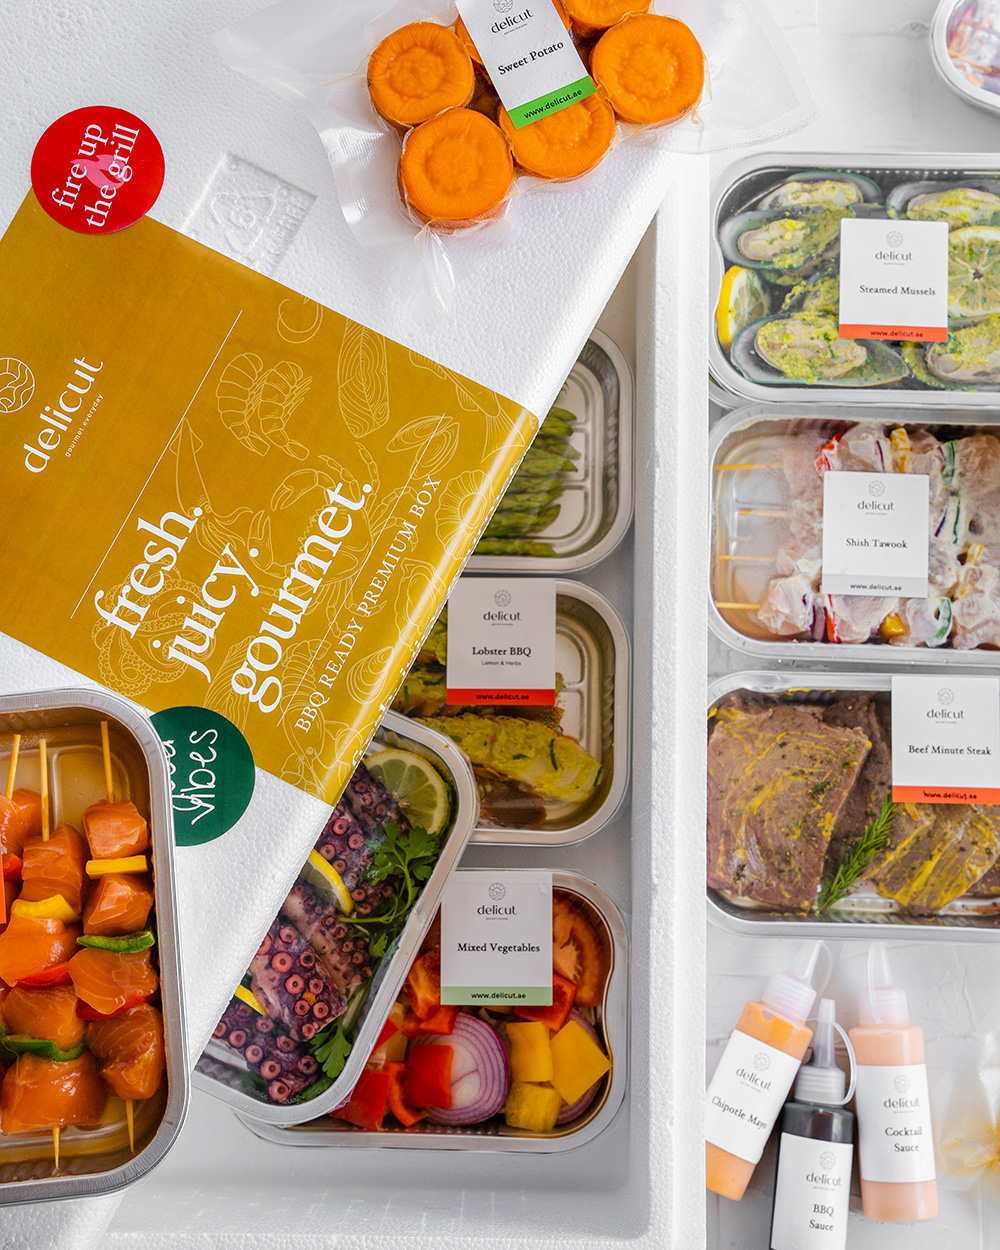 delicut
Sweet Potato
www.delicut.ae
fire up
the grill
delicut
gourmet everyday
fresh.
juicy.
gourmet.
BBQ READY PREMIUM BOX
vibes
delicut
Steamed Mussels
www.delicut.ae
delicut
Shish Tawook
www.delicut.ae
delicut
Lobster BBQ
Lemon & Herbs
www.delicut.ae
delicut
Beef Minute Steak
www.delicut.ae
delicut
Mixed Vegetables
www.delicut.ae
delicut
Chipotle Mayo
delicut
BBQ
Sauce
delicut
Cocktail
Sauce